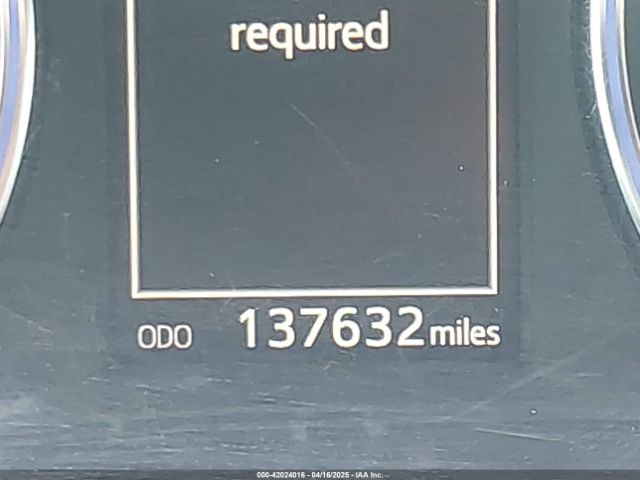 required
ODO 137632 miles
000-42024016 - 04/16/2025 - IAA Inc.